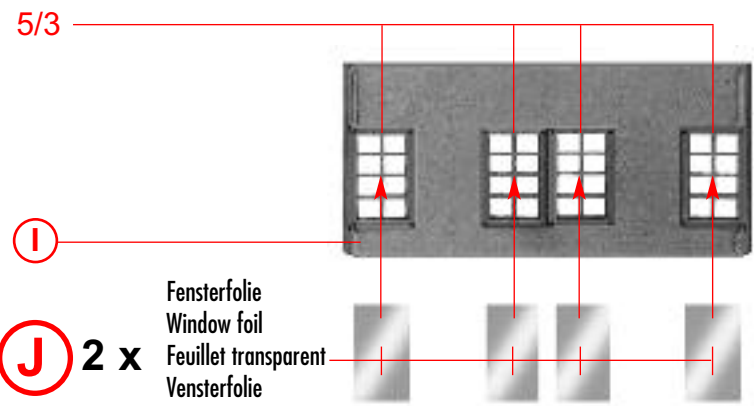 5/3
I
J 2 x
Fensterfolie
Window foil
Feuillet transparent
Vensterfolie